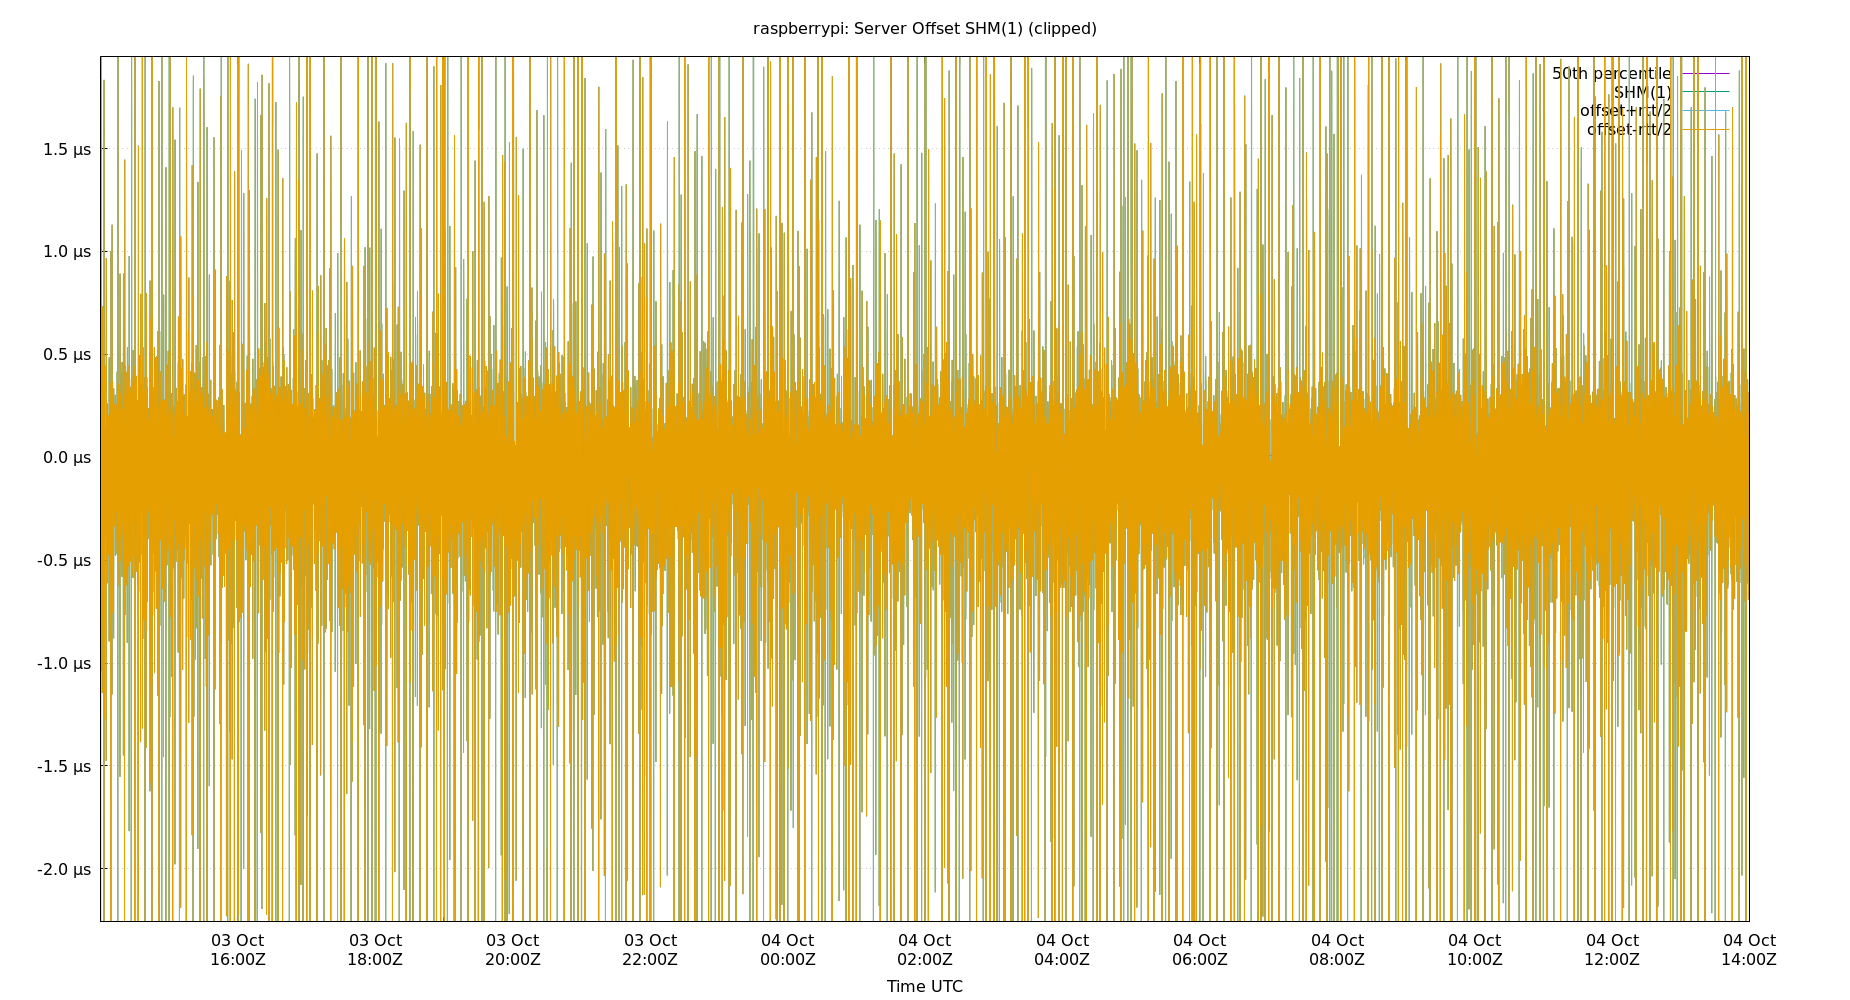 raspberrypi: Server Offset SHM(1) (clipped)
50th percentile
SHM(1)
offset+rtt/2
offset-rtt/2
1.5 µs
1.0 µs
0.5 µs
0.0 µs
-0.5 µs
-1.0 µs
-1.5 µs
-2.0 µs
03 Oct 03 Oct 03 Oct 03 Oct 04 Oct 04 Oct 04 Oct 04 Oct 04 Oct 04 Oct 04 Oct 04 Oct
16:00Z 18:00Z 20:00Z 22:00Z 00:00Z 02:00Z 04:00Z 06:00Z 08:00Z 10:00Z 12:00Z 14:00Z
Time UTC